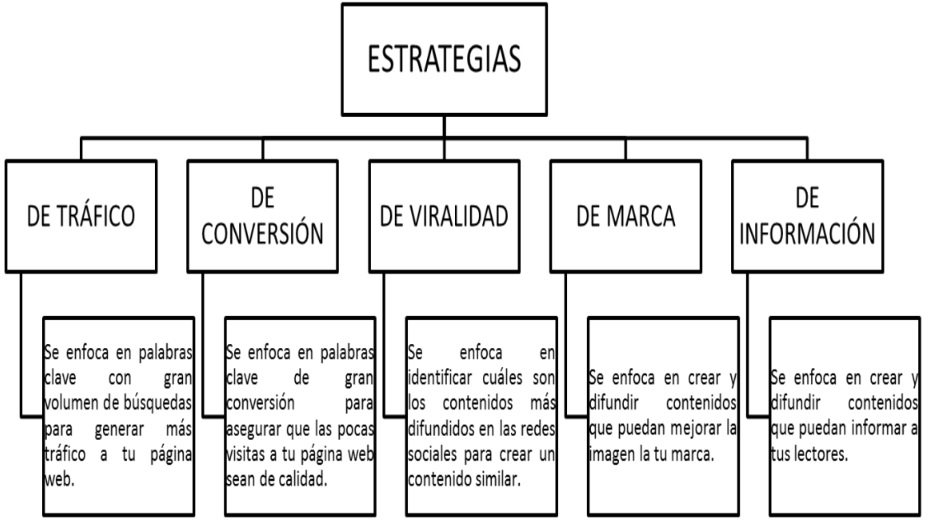 ESTRATEGIAS
DE TRÁFICO
DE
CONVERSIÓN
DE VIRALIDAD
DE MARCA
DE
INFORMACIÓN
Se enfoca en palabras
clave con gran
volumen de búsquedas
para generar más
tráfico a tu página
web.
Se enfoca en palabras
clave de gran
conversión para
asegurar que las pocas
visitas a tu página web
sean de calidad.
Se enfoca en
identificar cuáles son
los contenidos más
difundidos en las redes
sociales para crear un
contenido similar.
Se enfoca en crear y
difundir contenidos
que puedan mejorar la
imagen la tu marca.
Se enfoca en crear y
difundir contenidos
que puedan informar a
tus lectores.